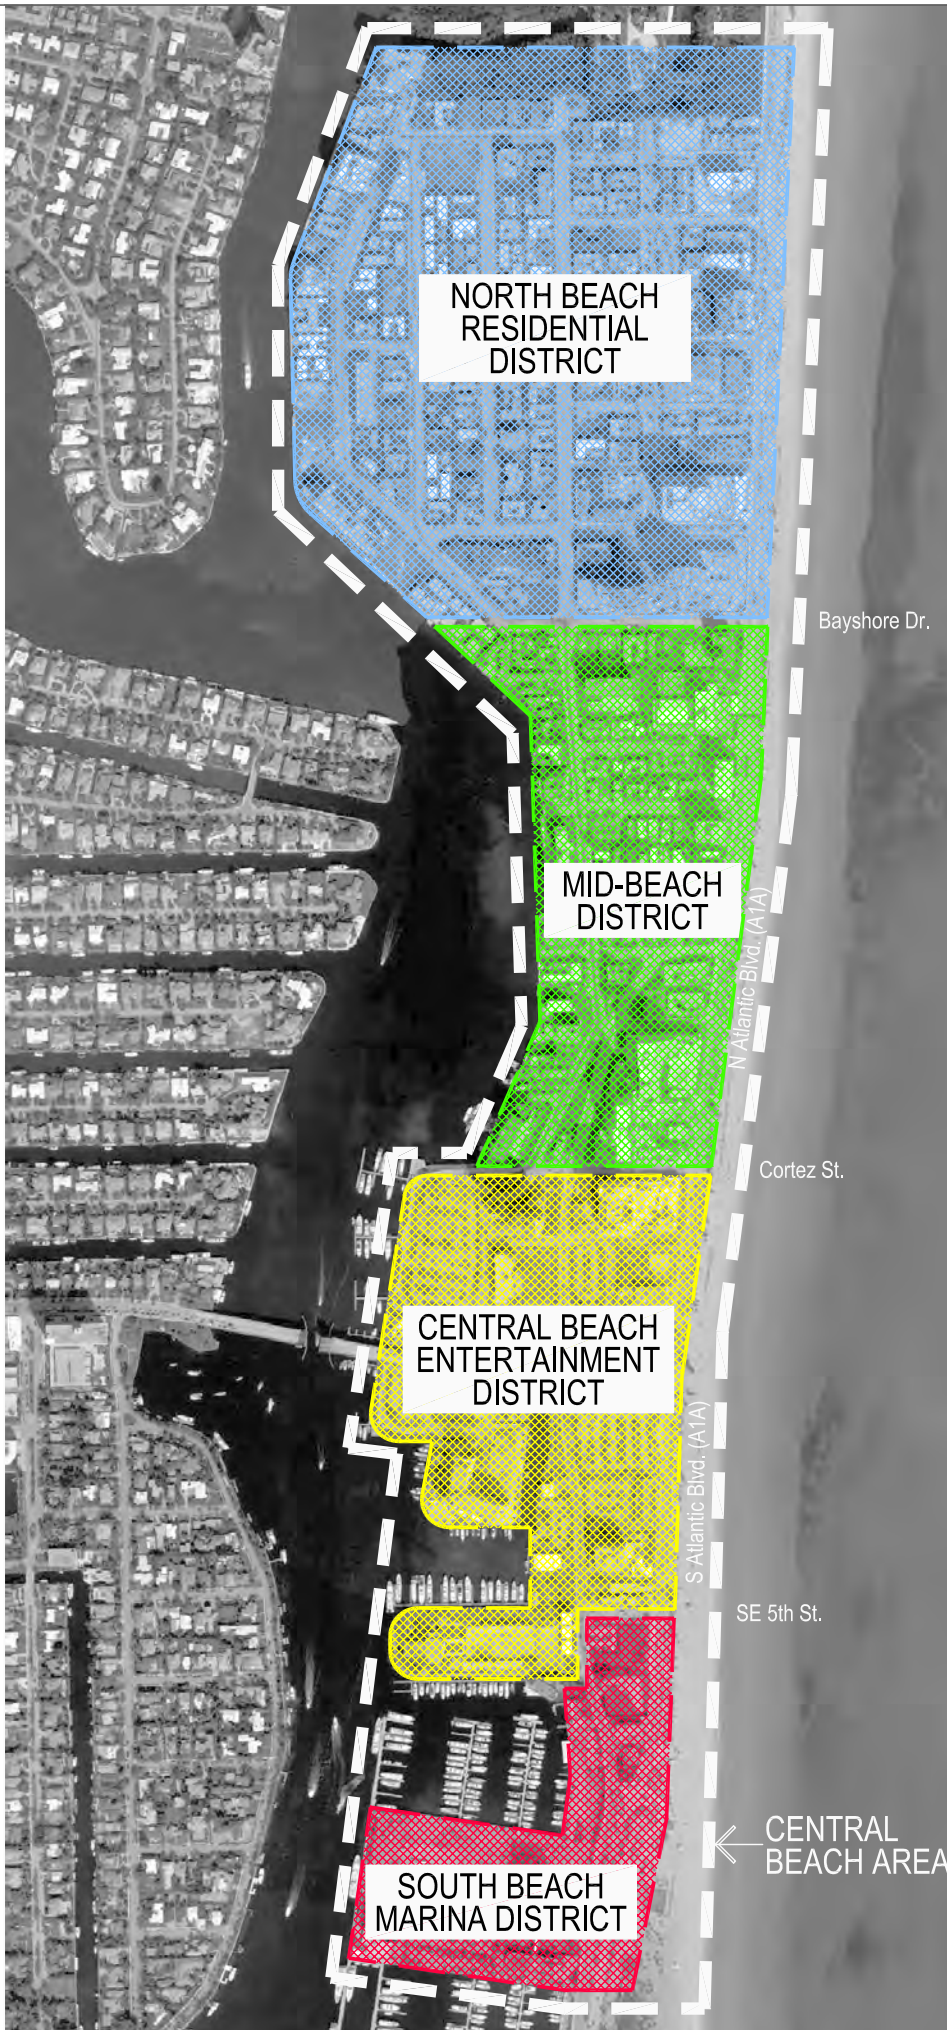 NORTH BEACH
RESIDENTIAL
DISTRICT
Bayshore Dr.
MID-BEACH
DISTRICT
N Atlantic Blvd. (A1A)
Cortez St.
CENTRAL BEACH
ENTERTAINMENT
DISTRICT
S Atlantic Blvd. (A1A)
SE 5th St.
CENTRAL
BEACH AREA
SOUTH BEACH
MARINA DISTRICT